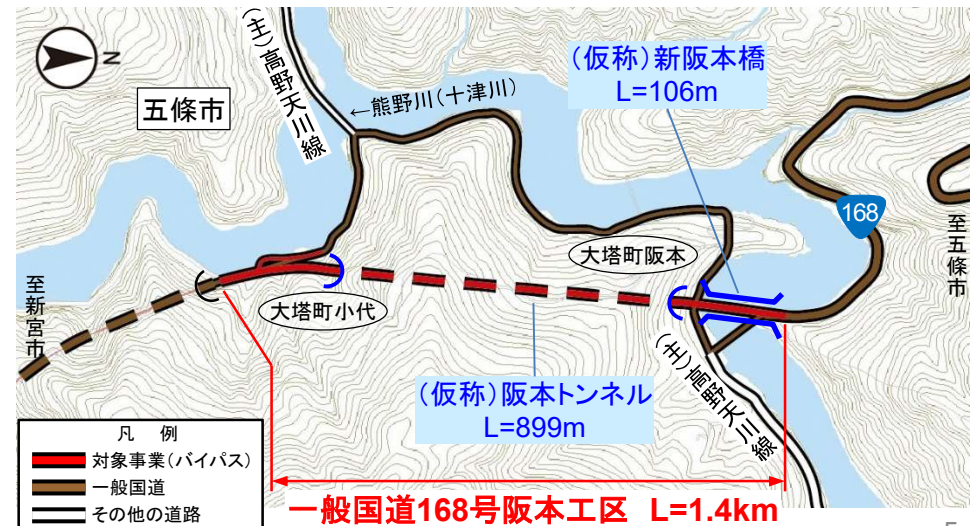 N
五條市
(主)高野天川線
←熊野川(十津川)
(仮称)新阪本橋
L=106m
168
至五條市
大塔町阪本
至新宮市
大塔町小代
(仮称)阪本トンネル
L=899m
(主)高野天川線
凡 例
対象事業(バイパス)
一般国道
その他の道路
一般国道168号阪本工区 L=1.4km
5